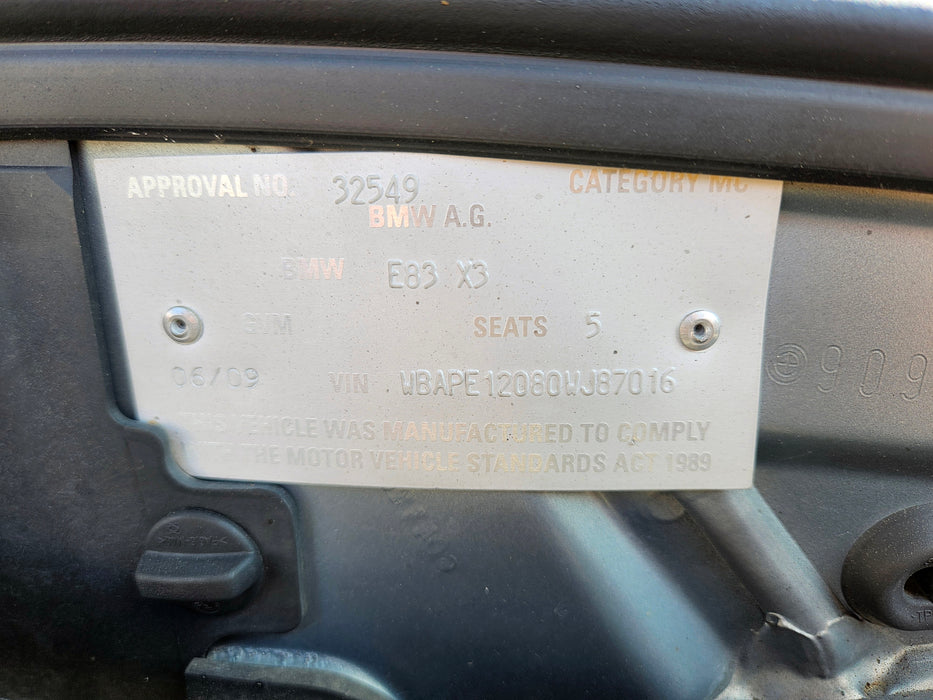 APPROVAL NO. 32549 CATEGORY MC
BMW A.G.
BMW E83 X3
GVM SEATS 5
06/09 VIN WBAPE12080WJ87016
THIS VEHICLE WAS MANUFACTURED TO COMPLY
WITH THE MOTOR VEHICLE STANDARDS ACT 1989